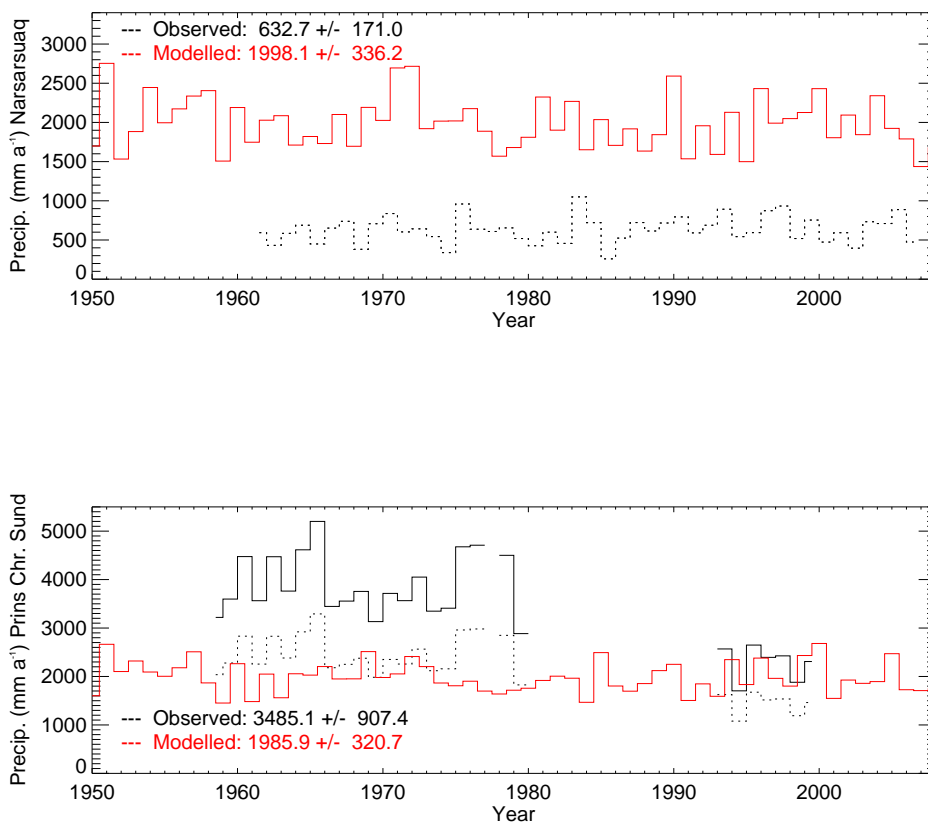 Precip. (mm a⁻¹) Narsarsuaq
3500
3000
2500
2000
1500
1000
500
0
--- Observed: 632.7 +/- 171.0
--- Modelled: 1998.1 +/- 336.2
1950 1960 1970 1980 1990 2000
Year
Precip. (mm a⁻¹) Prins Chr. Sund
5000
4000
3000
2000
1000
0
--- Observed: 3485.1 +/- 907.4
--- Modelled: 1985.9 +/- 320.7
1950 1960 1970 1980 1990 2000
Year